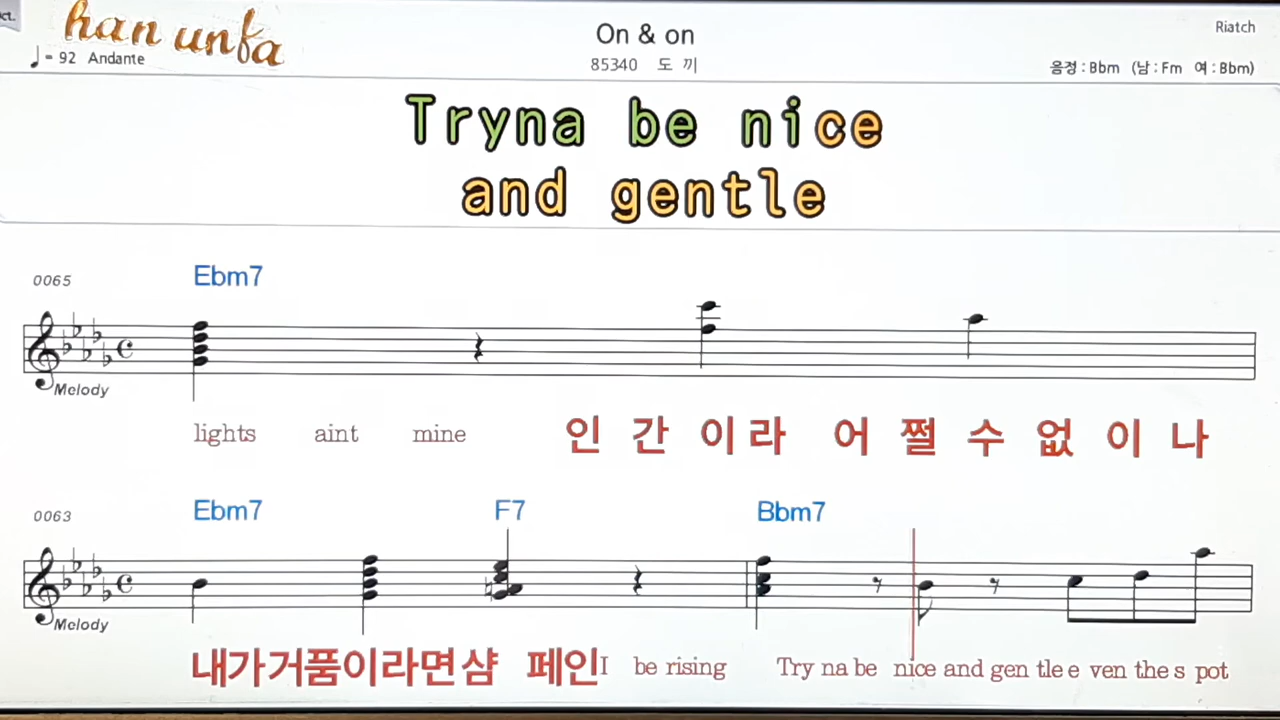 ct.
han unfa
On & on
Riatch
♩= 92 Andante
85340 도 끼
음정 : Bbm (남 : Fm 여 : Bbm)
Tryna be nice
and gentle
0065
Ebm7
Melody
lights aint mine 인 간 이 라 어 쩔 수 없 이 나
0063
Ebm7 F7 Bbm7
Melody
내가거품이라면샴 페인I be rising Try na be nice and gen tle e ven the s pot